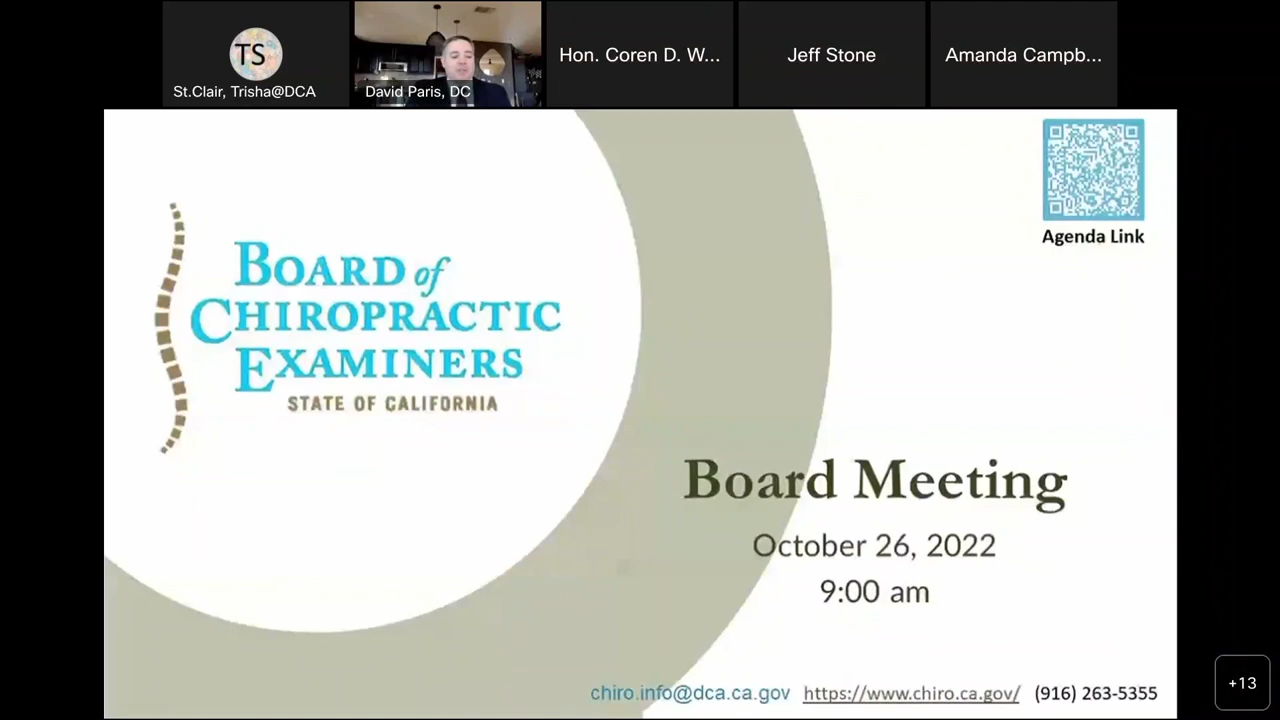 TS
St.Clair, Trisha@DCA
David Paris, DC
Hon. Coren D. W...
Jeff Stone
Amanda Campb...
Agenda Link
BOARD of
CHIROPRACTIC
EXAMINERS
STATE OF CALIFORNIA
Board Meeting
October 26, 2022
9:00 am
chiro.info@dca.ca.gov https://www.chiro.ca.gov/ (916) 263-5355
+13